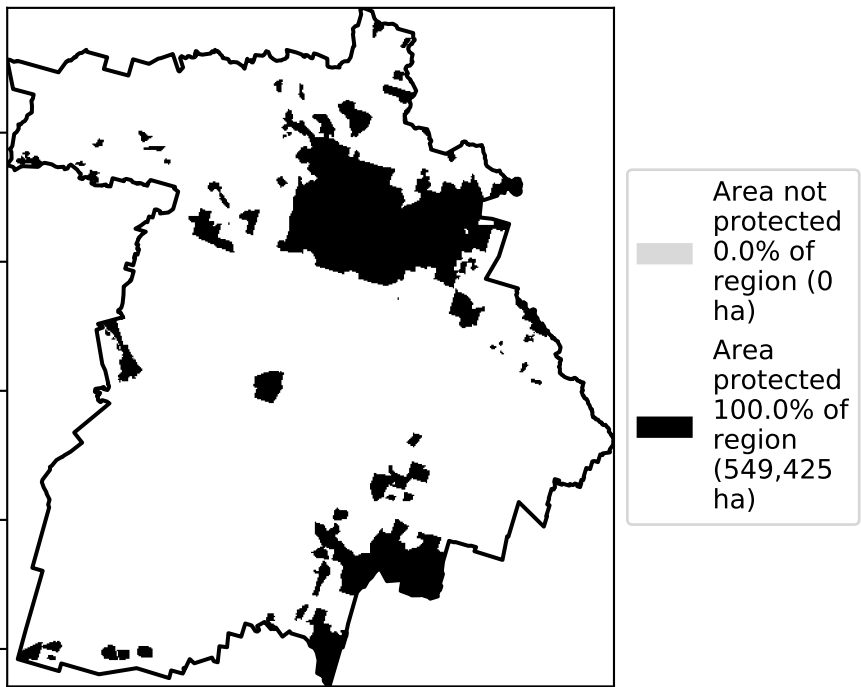 Area not
protected
0.0% of
region (0
ha)
Area
protected
100.0% of
region
(549,425
ha)